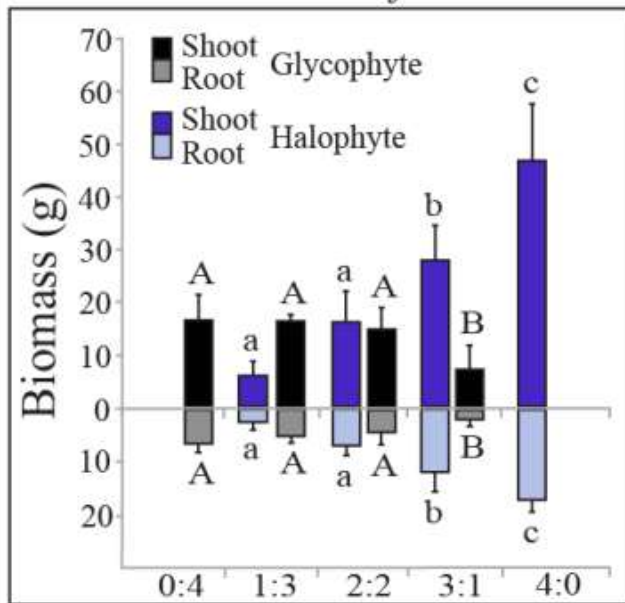 70
60
50
40
30
20
10
0
10
20
Biomass (g)
Shoot
Root
Glycophyte
Shoot
Root
Halophyte
A
a
A
a
A
b
B
c
A
a
A
a
A
b
B
c
0:4 1:3 2:2 3:1 4:0